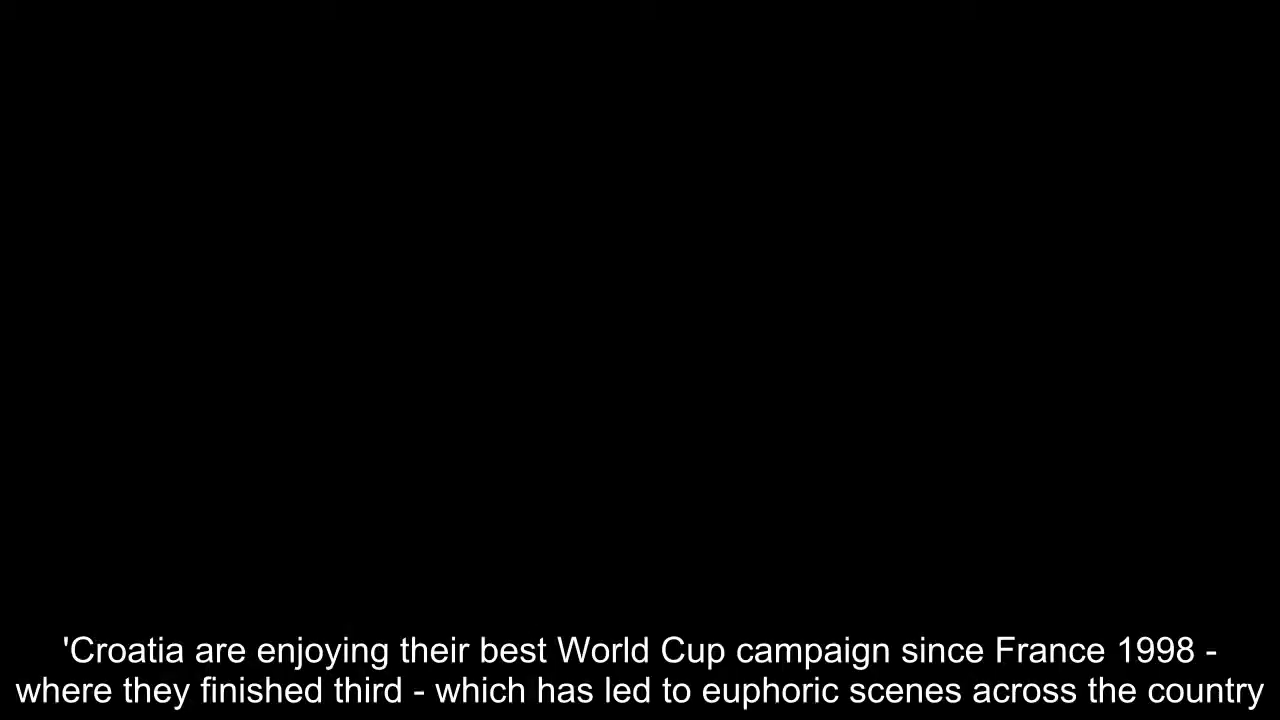 'Croatia are enjoying their best World Cup campaign since France 1998 -
where they finished third - which has led to euphoric scenes across the country